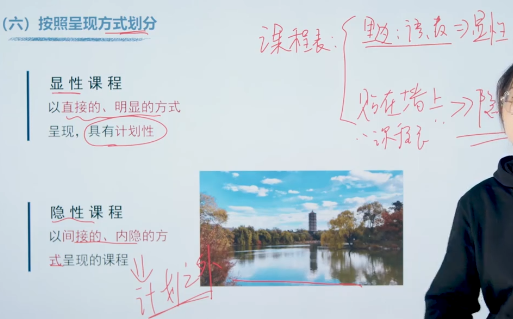 (六) 按照呈现方式划分
课程表:
里边: 语、数 ⇒ 显性
贴在墙上 ⇒ 隐
"课程表"
显性课程
以直接的、明显的方式
呈现,具有计划性
隐性课程
以间接的、内隐的方
式呈现的课程
计划之外